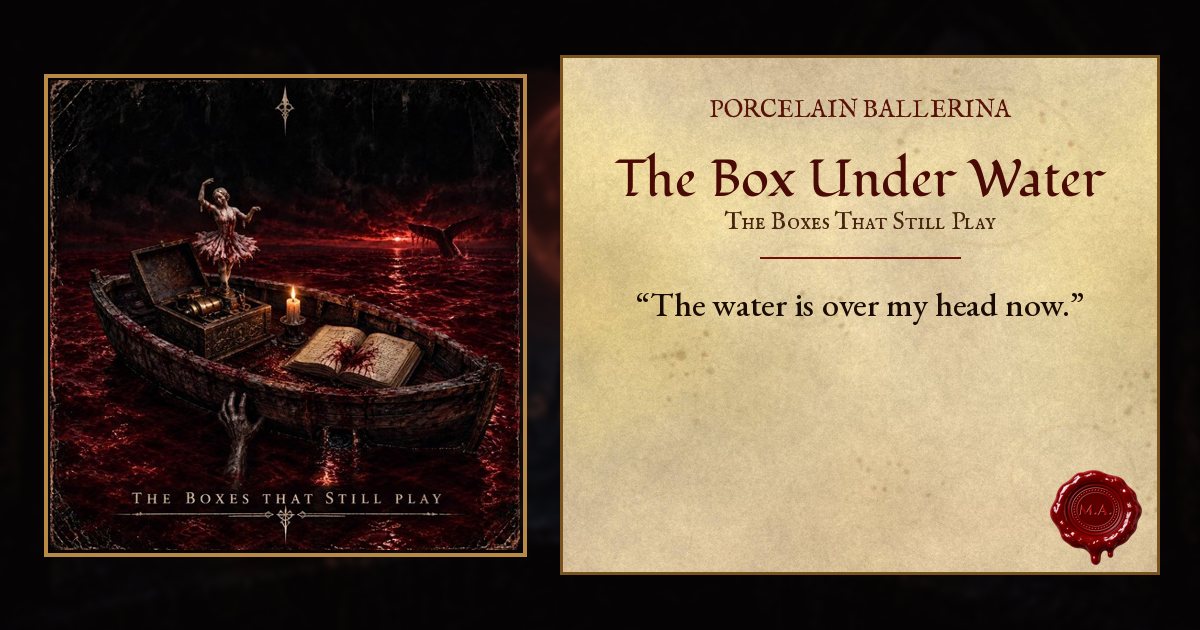 The Boxes that Still play
PORCELAIN BALLERINA
The Box Under Water
The Boxes That Still Play
“The water is over my head now.”
M.A.